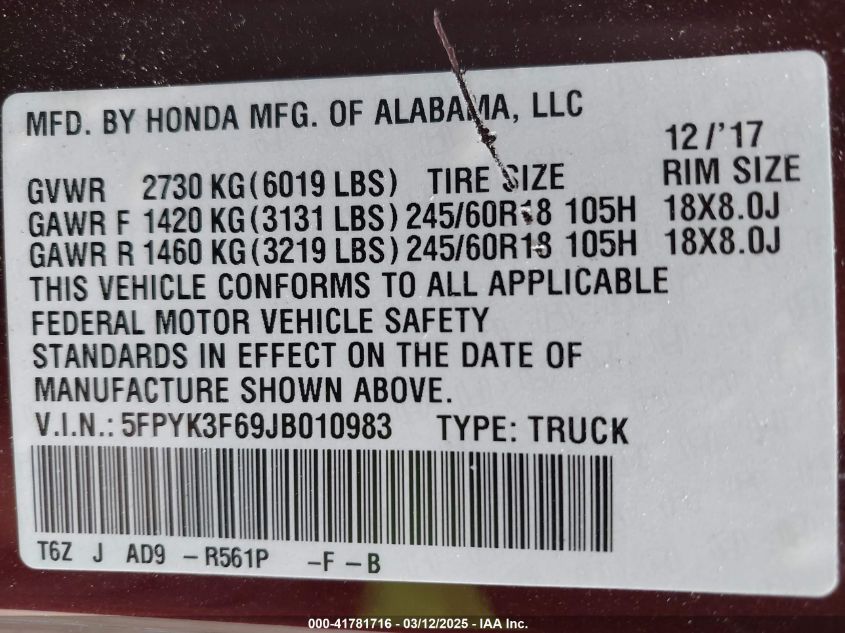 MFD. BY HONDA MFG. OF ALABAMA, LLC
12/'17
GVWR 2730 KG(6019 LBS) TIRE SIZE RIM SIZE
GAWR F 1420 KG(3131 LBS) 245/60R18 105H 18X8.0J
GAWR R 1460 KG(3219 LBS) 245/60R18 105H 18X8.0J
THIS VEHICLE CONFORMS TO ALL APPLICABLE
FEDERAL MOTOR VEHICLE SAFETY
STANDARDS IN EFFECT ON THE DATE OF
MANUFACTURE SHOWN ABOVE.
V.I.N.: 5FPYK3F69JB010983 TYPE: TRUCK
T6Z J AD9 -R561P -F -B
000-41781716 - 03/12/2025 - IAA Inc.